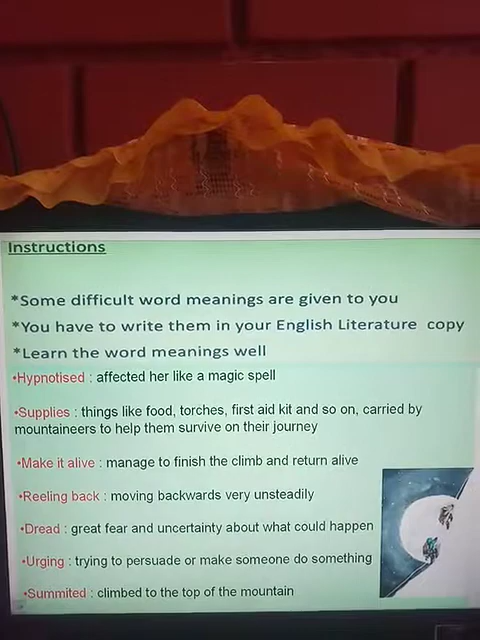 Instructions
*Some difficult word meanings are given to you
*You have to write them in your English Literature copy
*Learn the word meanings well
•Hypnotised : affected her like a magic spell
•Supplies : things like food, torches, first aid kit and so on, carried by
mountaineers to help them survive on their journey
•Make it alive : manage to finish the climb and return alive
•Reeling back : moving backwards very unsteadily
•Dread : great fear and uncertainty about what could happen
•Urging : trying to persuade or make someone do something
•Summited : climbed to the top of the mountain